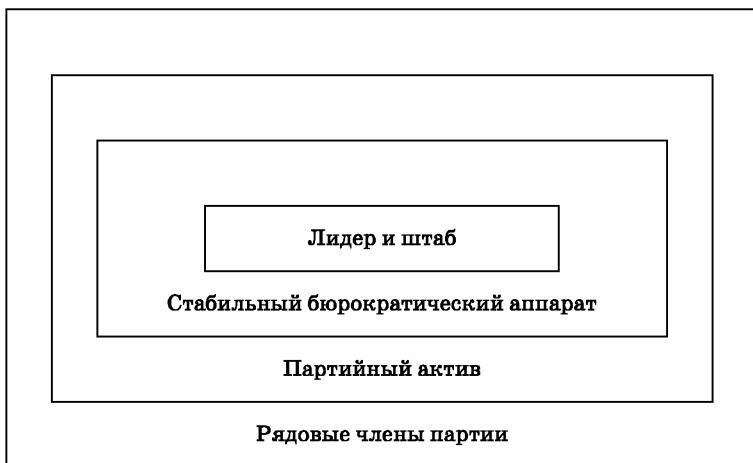 Лидер и штаб
Стабильный бюрократический аппарат
Партийный актив
Рядовые члены партии